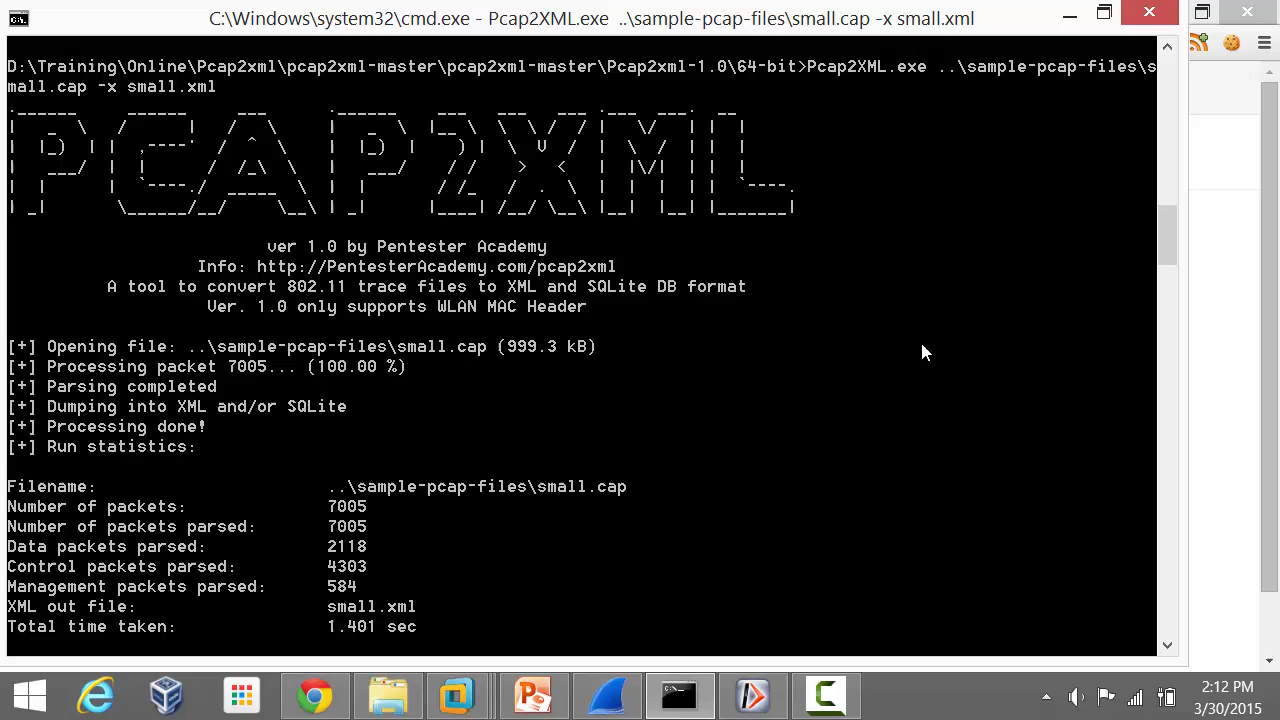 C:\Windows\system32\cmd.exe - Pcap2XML.exe ..\sample-pcap-files\small.cap -x small.xml
D:\Training\Online\Pcap2xml\pcap2xml-master\pcap2xml-master\Pcap2xml-1.0\64-bit>Pcap2XML.exe ..\sample-pcap-files\s
mall.cap -x small.xml
PCAP2XML
ver 1.0 by Pentester Academy
Info: http://PentesterAcademy.com/pcap2xml
A tool to convert 802.11 trace files to XML and SQLite DB format
Ver. 1.0 only supports WLAN MAC Header
[+] Opening file: ..\sample-pcap-files\small.cap (999.3 kB)
[+] Processing packet 7005... (100.00 %)
[+] Parsing completed
[+] Dumping into XML and/or SQLite
[+] Processing done!
[+] Run statistics:
Filename: ..\sample-pcap-files\small.cap
Number of packets: 7005
Number of packets parsed: 7005
Data packets parsed: 2118
Control packets parsed: 4303
Management packets parsed: 584
XML out file: small.xml
Total time taken: 1.401 sec
2:12 PM
3/30/2015